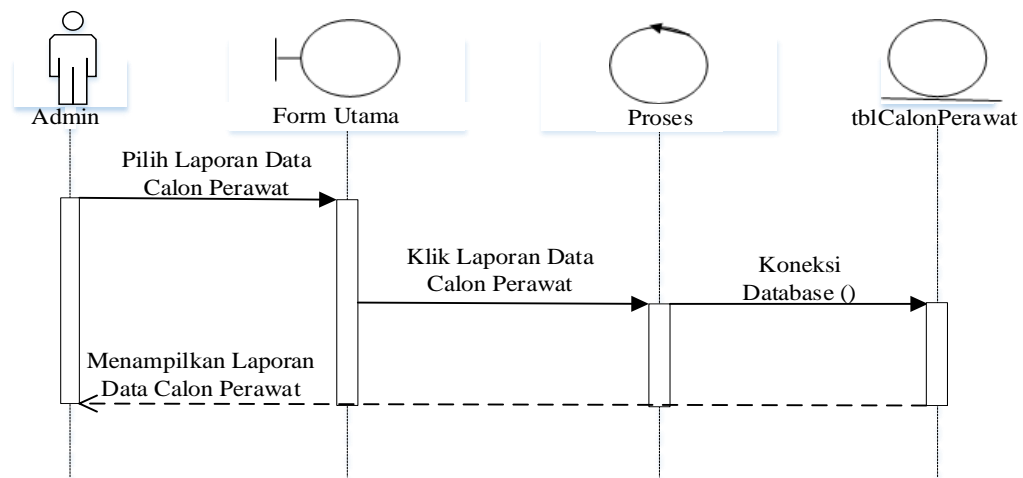 Admin
Form Utama
Proses
tblCalonPerawat
Pilih Laporan Data
Calon Perawat
Klik Laporan Data
Calon Perawat
Koneksi
Database ()
Menampilkan Laporan
Data Calon Perawat